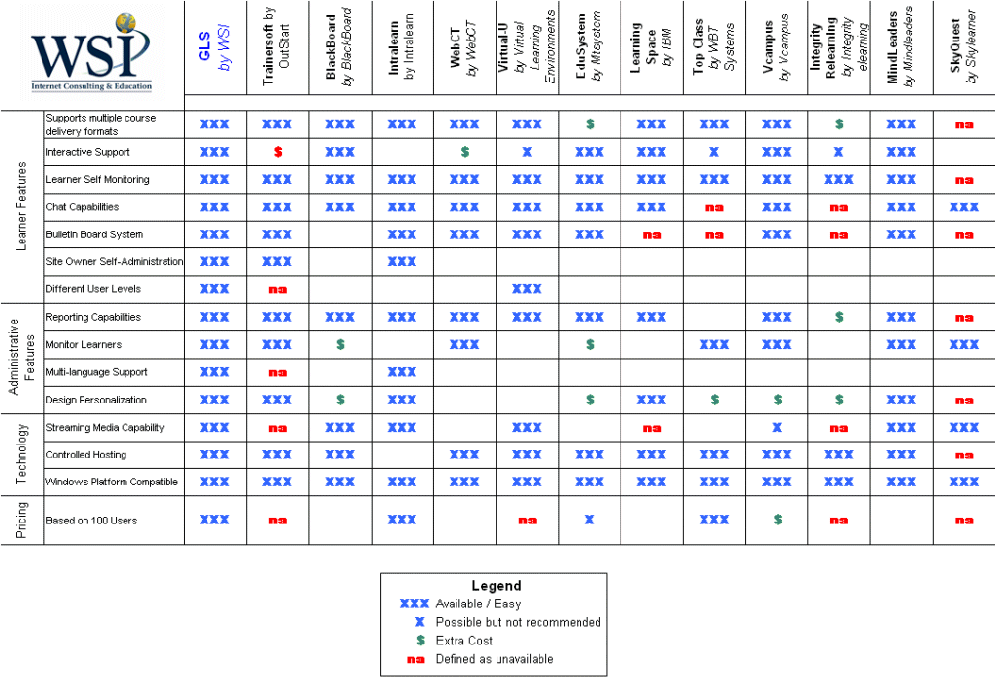 WSI
Internet Consulting & Education
GLS by WSI
Trainersoft by OutStart
BlackBoard by BlackBoard
Intralearn by Intralearn
WebCT by WebCT
Virtual-U by Virtual Learning Environments
EduSystem by Mtsystem
Learning Space by IBM
Top Class by WBT Systems
Vcampus by Vcampus
Integrity Relearning by Integrity elearning
MindLeaders by Mindleaders
SkyQuest by Skylearner
Learner Features
Supports multiple course delivery formats XXX XXX XXX XXX XXX XXX $ XXX XXX XXX $ XXX na
Interactive Support XXX $ XXX $ X XXX XXX X XXX X XXX
Learner Self Monitoring XXX XXX XXX XXX XXX XXX XXX XXX XXX XXX XXX XXX na
Chat Capabilities XXX XXX XXX XXX XXX XXX XXX XXX na XXX na XXX XXX
Bulletin Board System XXX XXX XXX XXX XXX XXX na na XXX na XXX na
Site Owner Self-Administration XXX XXX XXX
Different User Levels XXX na XXX
Administrative Features
Reporting Capabilities XXX XXX XXX XXX XXX XXX XXX XXX XXX $ XXX na
Monitor Learners XXX XXX $ XXX $ XXX XXX XXX XXX
Multi-language Support XXX na XXX
Design Personalization XXX XXX $ XXX $ XXX $ $ $ XXX na
Technology
Streaming Media Capability XXX na XXX XXX XXX na X na XXX XXX
Controlled Hosting XXX XXX XXX XXX XXX XXX XXX XXX XXX XXX XXX na
Windows Platform Compatible XXX XXX XXX XXX XXX XXX XXX XXX XXX XXX XXX XXX XXX
Pricing
Based on 100 Users XXX na XXX na X XXX $ na na
Legend
XXX Available / Easy
X Possible but not recommended
$ Extra Cost
na Defined as unavailable